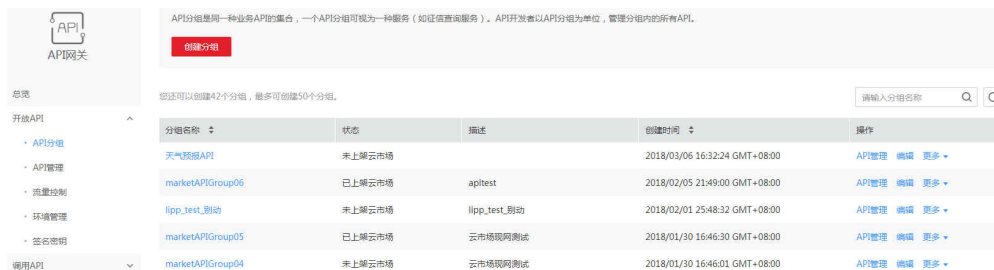 API
API网关
总览
开放API
API分组
API管理
流量控制
环境管理
签名密钥
调用API
API分组是同一种业务API的集合，一个API分组可视为一种服务（如征信查询服务）。API开发者以API分组为单位，管理分组内的所有API。
创建分组
您还可以创建42个分组，最多可创建50个分组。
请输入分组名称
分组名称 状态 描述 创建时间 操作
天气预报API 未上架云市场 2018/03/06 16:32:24 GMT+08:00 API管理 编辑 更多
marketAPIGroup06 已上架云市场 apitest 2018/02/05 21:49:00 GMT+08:00 API管理 编辑 更多
lipp_test_别动 未上架云市场 lipp_test_别动 2018/02/01 25:48:32 GMT+08:00 API管理 编辑 更多
marketAPIGroup05 已上架云市场 云市场现网测试 2018/01/30 16:46:30 GMT+08:00 API管理 编辑 更多
marketAPIGroup04 未上架云市场 云市场现网测试 2018/01/30 16:46:01 GMT+08:00 API管理 编辑 更多